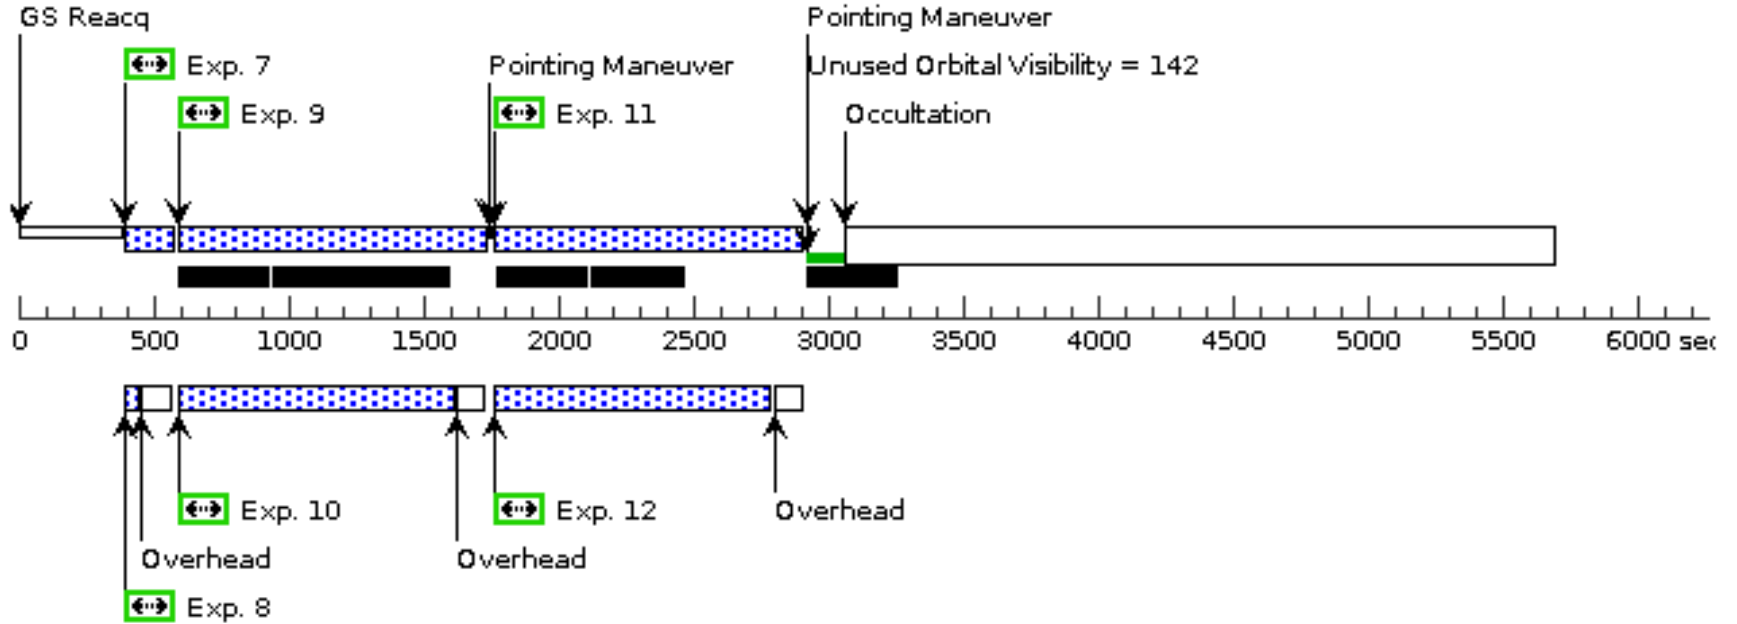 GS Reacq
Pointing Maneuver
Exp. 7
Pointing Maneuver
Unused Orbital Visibility = 142
Exp. 9
Exp. 11
Occultation
0 500 1000 1500 2000 2500 3000 3500 4000 4500 5000 5500 6000 sec
Exp. 10
Exp. 12
Overhead
Overhead
Overhead
Exp. 8